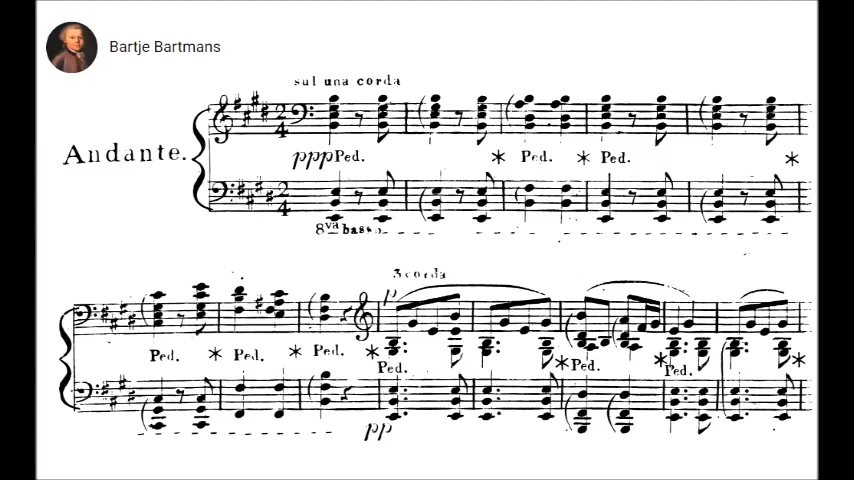 Bartje Bartmans
sul una corda
Andante.
ppp Ped. * Ped. * Ped. *
8va basso
3 corda
p
Ped. * Ped. * Ped. * Ped. * Ped. * Ped. *
pp